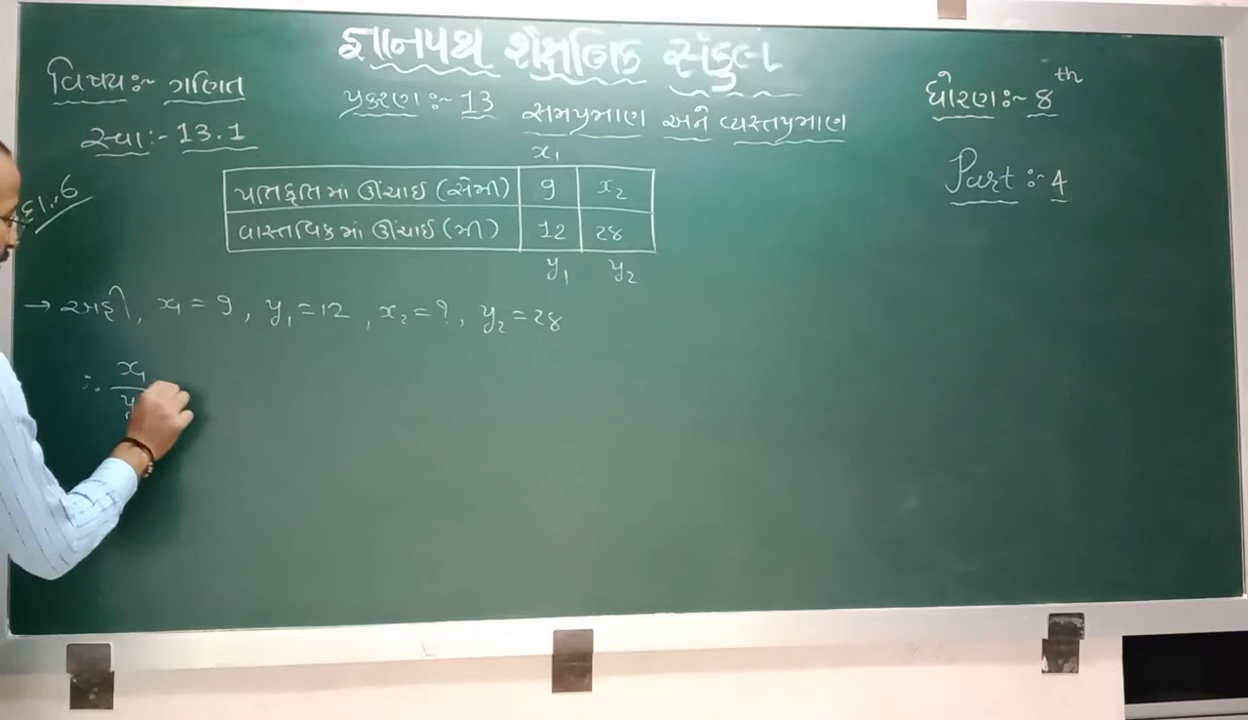 જ્ઞાનપથ શૈક્ષણિક સંકુલ
વિષય:- ગણિત
પ્રકરણ:- 13 સમપ્રમાણ અને વ્યસ્તપ્રમાણ
ધોરણ:- 8th
સ્વા:- 13.1
Part:- 4
દા.6
x₁
પ્રતિકૃતિમાં ઊંચાઈ (સેમી) 9 x₂
વાસ્તવિકમાં ઊંચાઈ (મી) 12 28
y₁ y₂
→ અહીં, x₁ = 9, y₁ = 12, x₂ = ?, y₂ = 28
∴ x₁
y